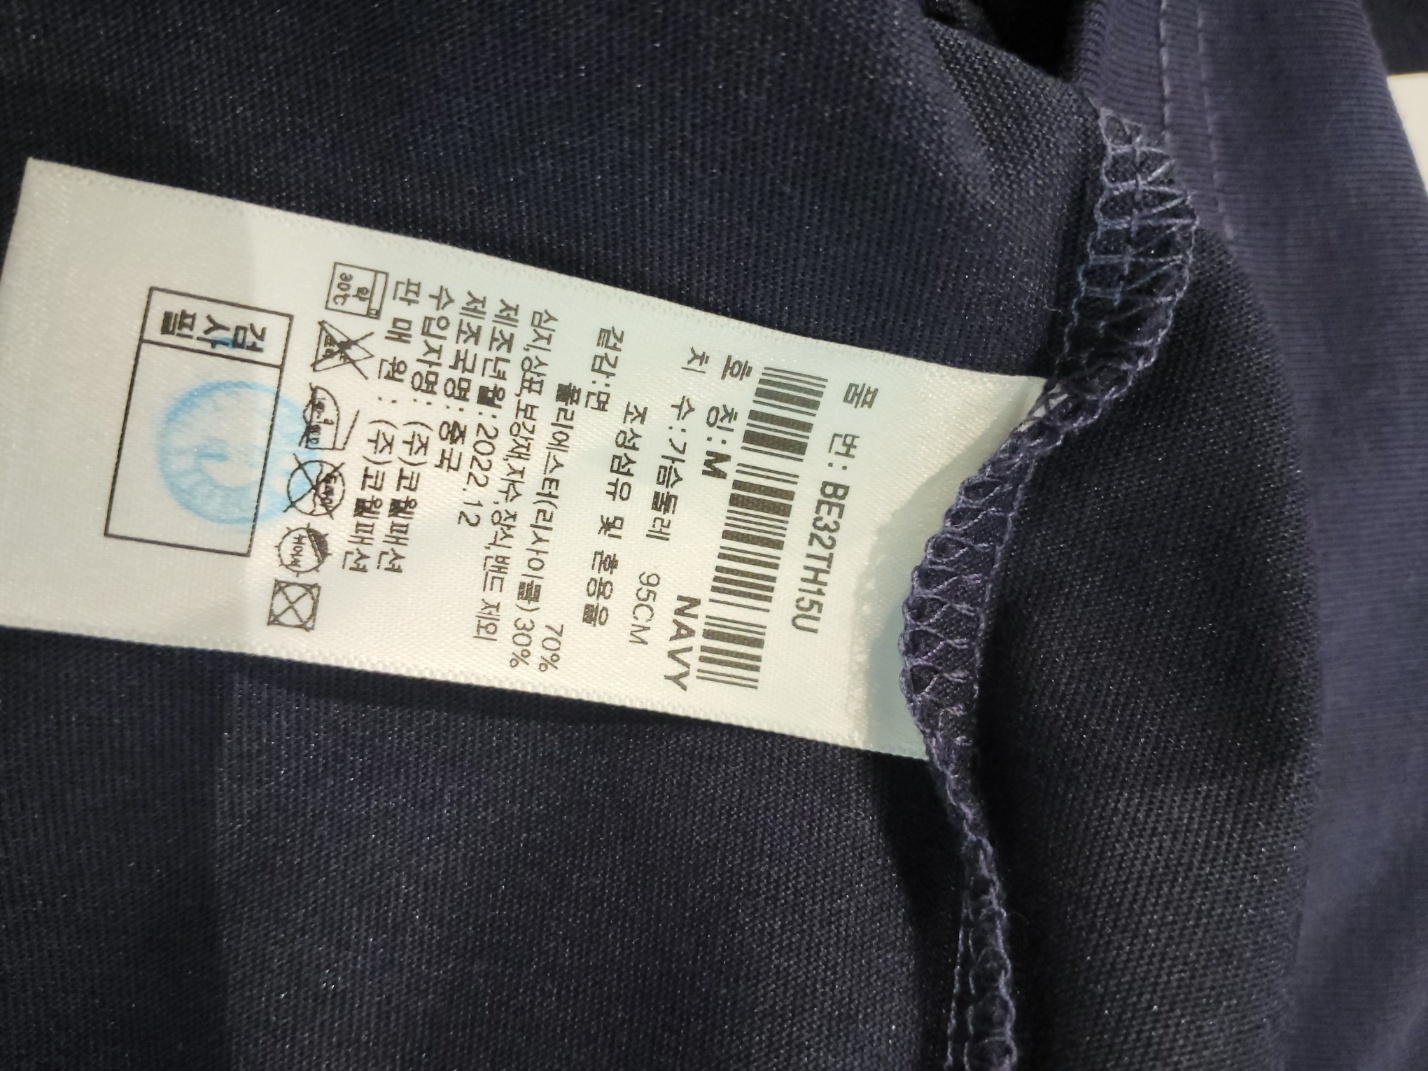 품 번: BE32TH15U
호 칭: M NAVY
치 수: 가슴둘레 95CM
조성섬유 및 혼용율
겉감: 면 70%
폴리에스터(리사이클) 30%
심지,상표,보강재,자수,장식,밴드 제외
제조년월: 2022.12
제조국명: 중국
수입자명: (주)코웰패션
판 매 원: (주)코웰패션
약
30℃
검사필